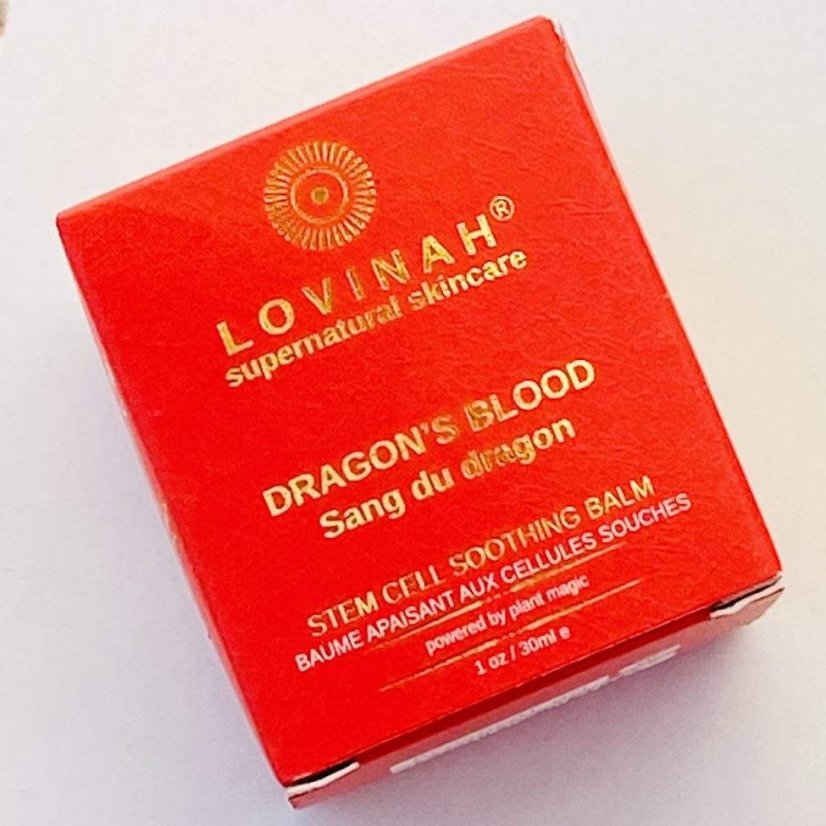 LOVINAH®
supernatural skincare
DRAGON'S BLOOD
Sang du dragon
STEM CELL SOOTHING BALM
BAUME APAISANT AUX CELLULES SOUCHES
powered by plant magic
1 oz / 30ml e